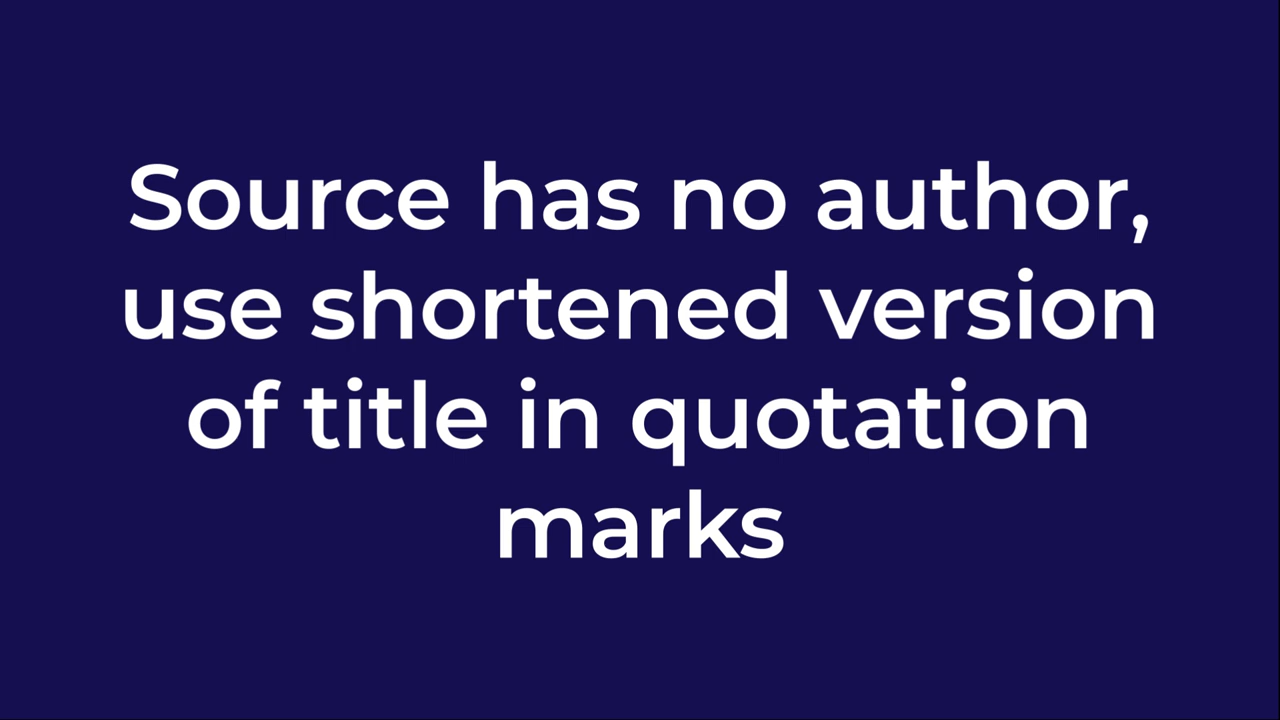 Source has no author,
use shortened version
of title in quotation
marks